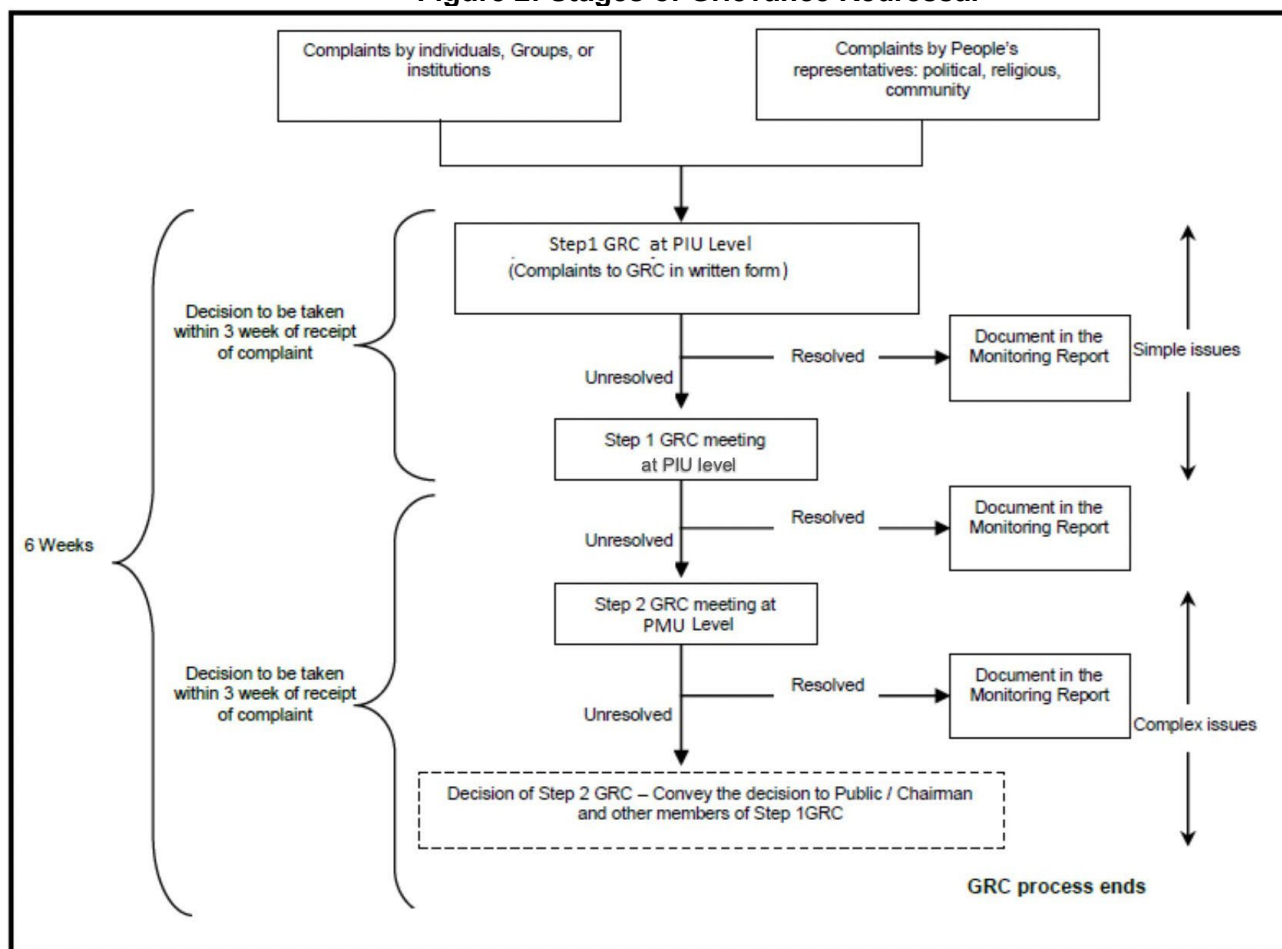 Figure 2: Stages of Grievance Redressal
Complaints by individuals, Groups, or
institutions
Complaints by People's
representatives: political, religious,
community
Step1 GRC at PIU Level
(Complaints to GRC in written form)
Decision to be taken
within 3 week of receipt
of complaint
Resolved
Document in the
Monitoring Report
Simple issues
Unresolved
Step 1 GRC meeting
at PIU level
Resolved
Document in the
Monitoring Report
Unresolved
6 Weeks
Step 2 GRC meeting at
PMU Level
Decision to be taken
within 3 week of receipt
of complaint
Resolved
Document in the
Monitoring Report
Unresolved
Complex issues
Decision of Step 2 GRC – Convey the decision to Public / Chairman
and other members of Step 1GRC
GRC process ends